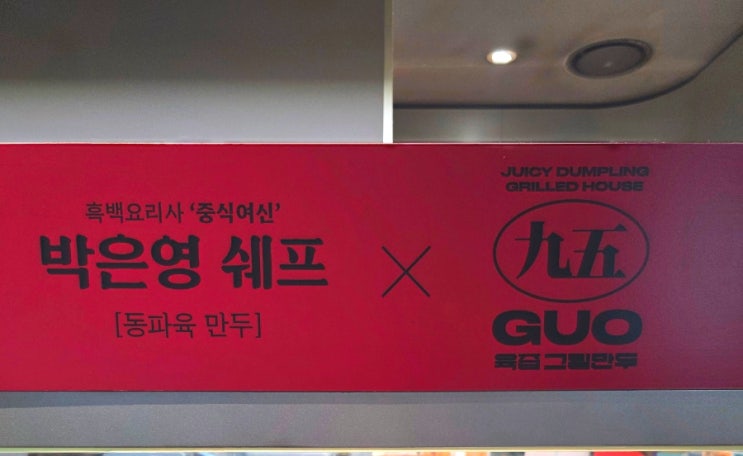 흑백요리사 ‘중식여신’
박은영 쉐프
[동파육 만두]
×
JUICY DUMPLING
GRILLED HOUSE
九五
GUO
육즙 그릴만두